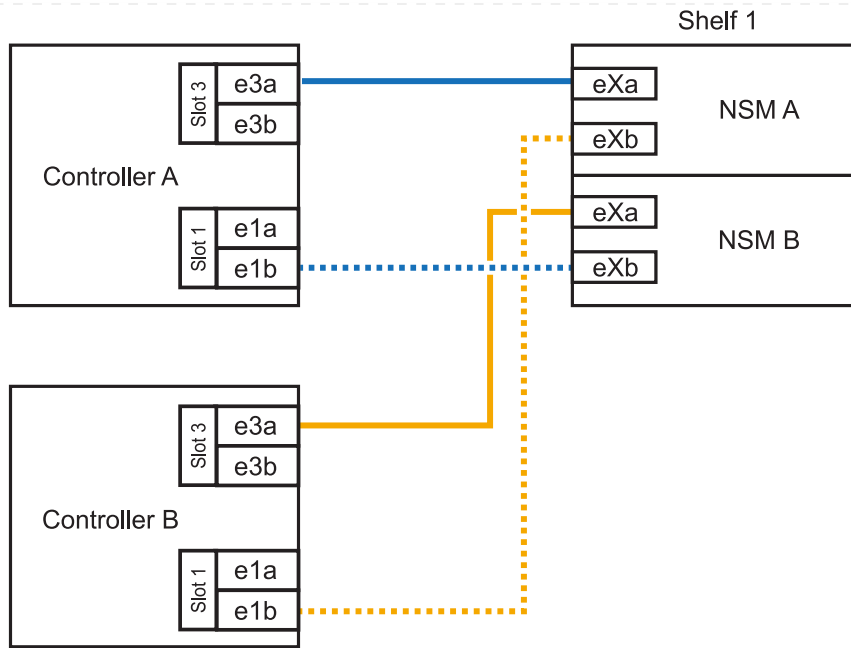 Shelf 1
Controller A
Slot 3
e3a
e3b
Slot 1
e1a
e1b
eXa
eXb
NSM A
eXa
eXb
NSM B
Controller B
Slot 3
e3a
e3b
Slot 1
e1a
e1b